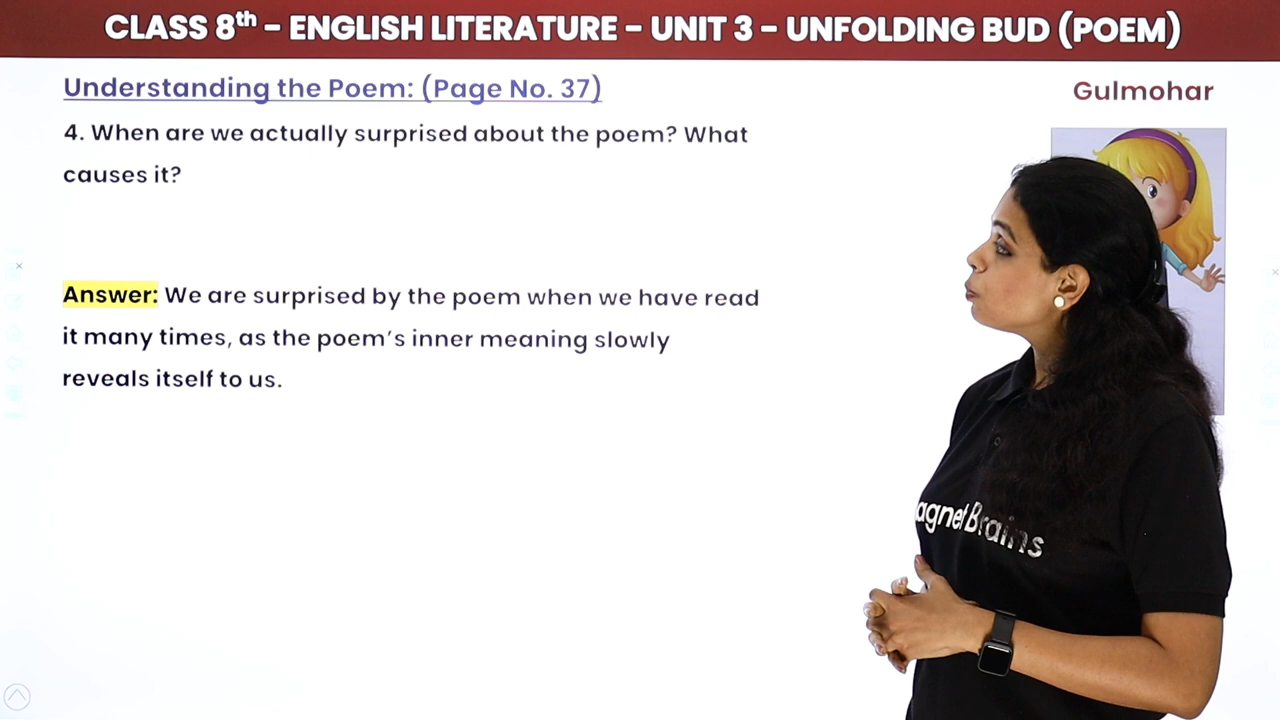 CLASS 8th – ENGLISH LITERATURE – UNIT 3 – UNFOLDING BUD (POEM)
Understanding the Poem: (Page No. 37)
Gulmohar
4. When are we actually surprised about the poem? What
causes it?
Answer: We are surprised by the poem when we have read
it many times, as the poem's inner meaning slowly
reveals itself to us.
agnet Brains